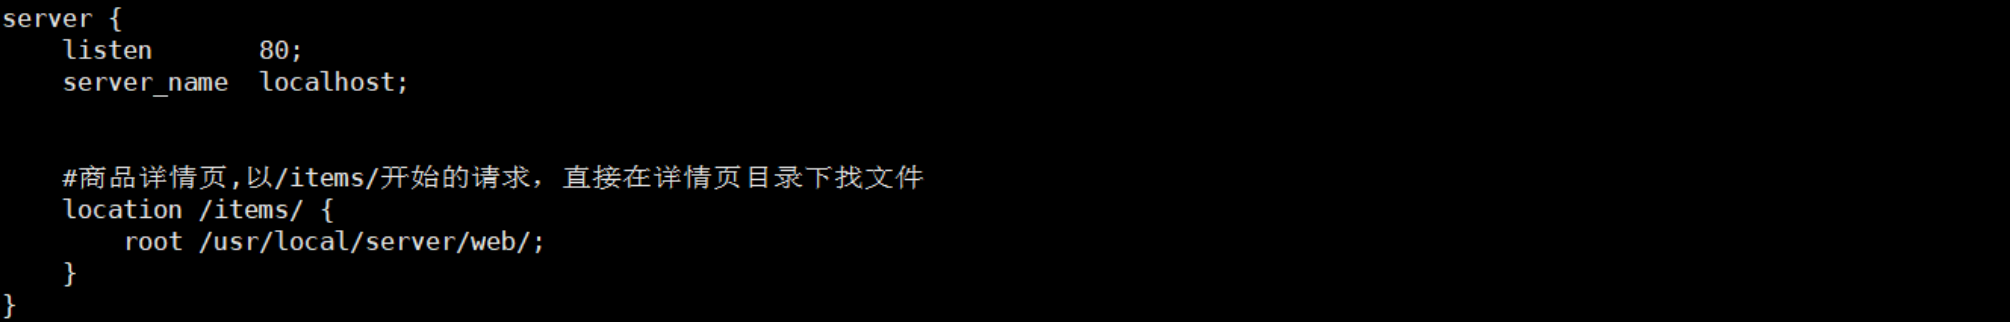 server {
    listen       80;
    server_name  localhost;
    #商品详情页,以/items/开始的请求，直接在详情页目录下找文件
    location /items/ {
        root /usr/local/server/web/;
    }
}